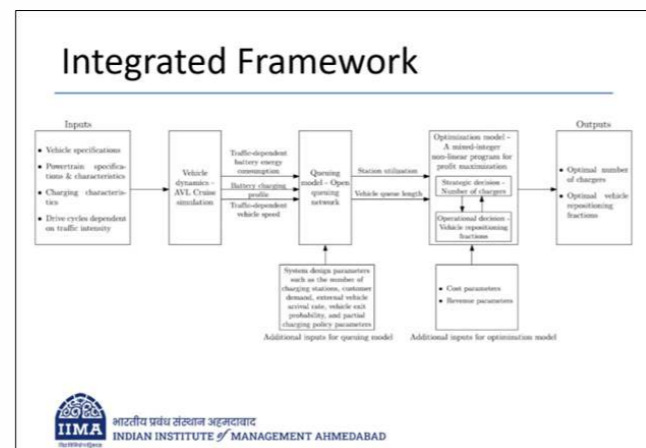 Integrated Framework
Inputs
• Vehicle specifications
• Powertrain specifica-
tions & characteristics
• Charging characteris-
tics
• Drive cycles dependent
on traffic intensity
Vehicle
dynamics -
AVL Cruise
simulation
Traffic-dependent
battery energy
consumption
Battery charging
profile
Traffic-dependent
vehicle speed
Queuing
model - Open
queuing
network
Station utilization
Vehicle queue length
Optimization model -
A mixed-integer
non-linear program for
profit maximization
Strategic decision -
Number of chargers
Operational decision -
Vehicle repositioning
fractions
Outputs
• Optimal number
of chargers
• Optimal vehicle
repositioning
fractions
System design parameters
such as the number of
charging stations, customer
demand, external vehicle
arrival rate, vehicle exit
probability, and partial
charging policy parameters
Additional inputs for queuing model
• Cost parameters
• Revenue parameters
Additional inputs for optimization model
IIMA
भारतीय प्रबंध संस्थान अहमदाबाद
INDIAN INSTITUTE of MANAGEMENT AHMEDABAD